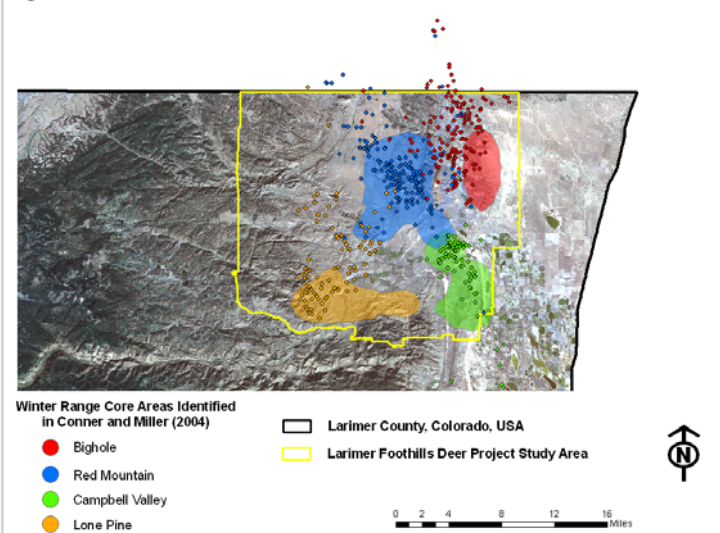 Winter Range Core Areas Identified
in Conner and Miller (2004)
Bighole
Red Mountain
Campbell Valley
Lone Pine
Larimer County, Colorado, USA
Larimer Foothills Deer Project Study Area
N
0 2 4 8 12 16
Miles